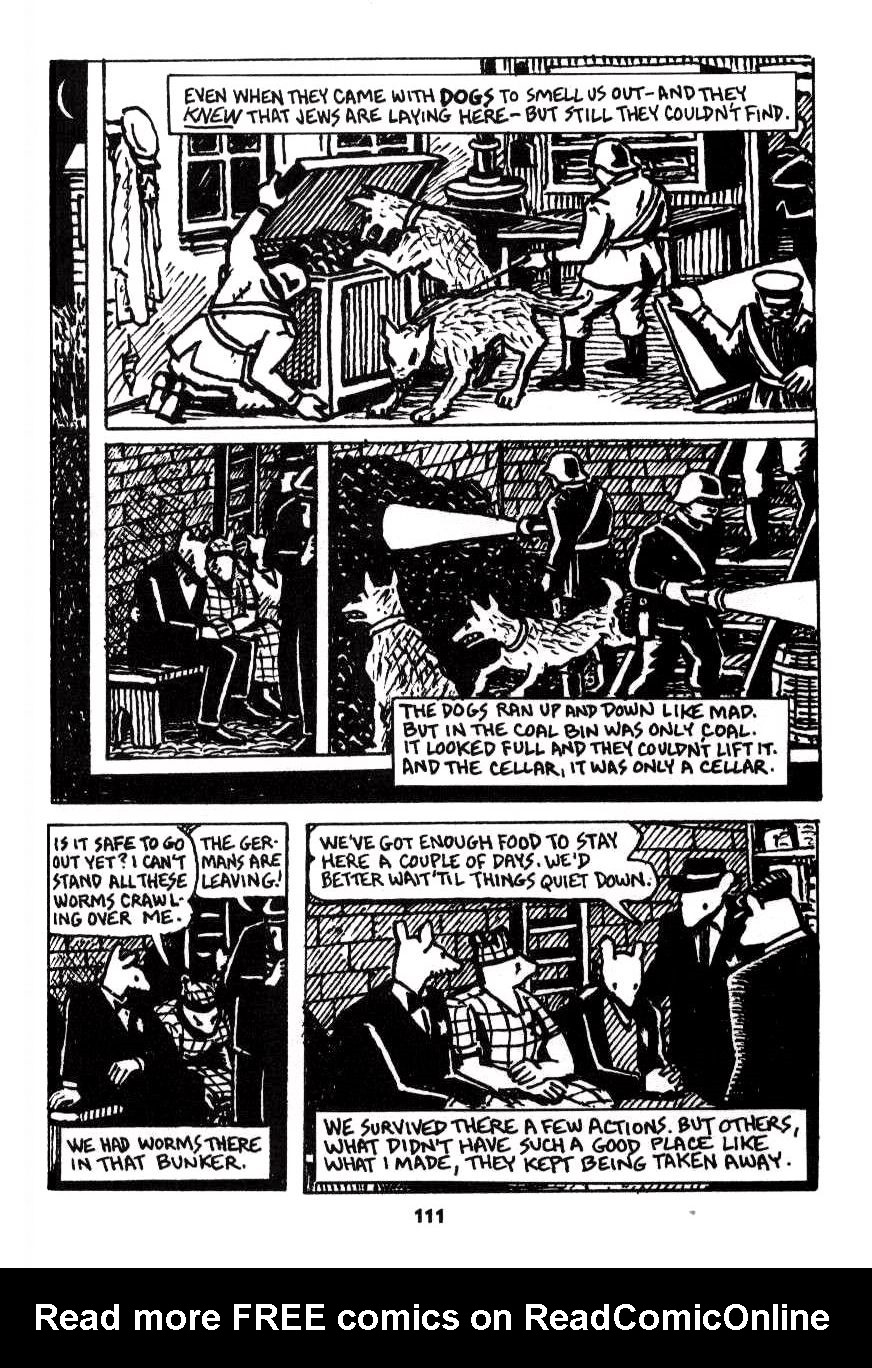 EVEN WHEN THEY CAME WITH DOGS TO SMELL US OUT-AND THEY
KNEW THAT JEWS ARE LAYING HERE-BUT STILL THEY COULDN'T FIND.
THE DOGS RAN UP AND DOWN LIKE MAD.
BUT IN THE COAL BIN WAS ONLY COAL.
IT LOOKED FULL AND THEY COULDN'T LIFT IT.
AND THE CELLAR, IT WAS ONLY A CELLAR.
IS IT SAFE TO GO
OUT YET? I CAN'T
STAND ALL THESE
WORMS CRAWL-
ING OVER ME.
THE GER-
MANS ARE
LEAVING!
WE HAD WORMS THERE
IN THAT BUNKER.
WE'VE GOT ENOUGH FOOD TO STAY
HERE A COUPLE OF DAYS. WE'D
BETTER WAIT 'TIL THINGS QUIET DOWN.
WE SURVIVED THERE A FEW ACTIONS. BUT OTHERS,
WHAT DIDN'T HAVE SUCH A GOOD PLACE LIKE
WHAT I MADE, THEY KEPT BEING TAKEN AWAY.
111
Read more FREE comics on ReadComicOnline